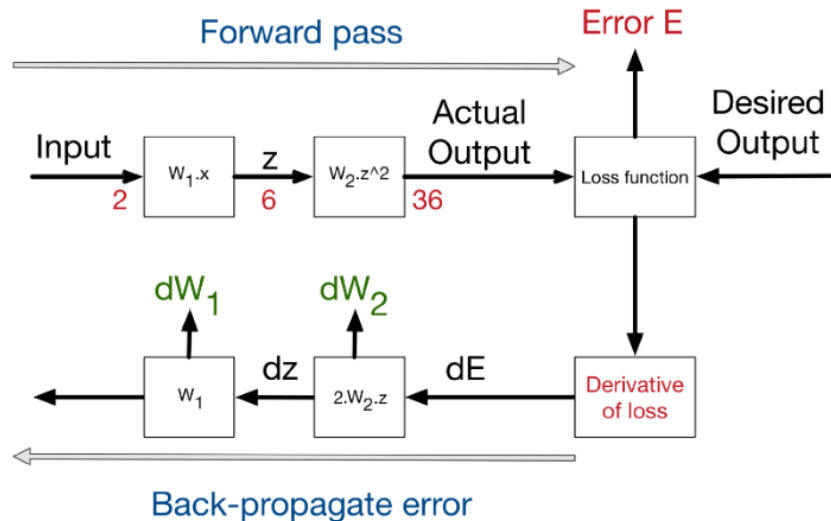 Forward pass
Error E
Input
W₁.x
z
W₂.z^2
Actual
Output
Loss function
Desired
Output
2
6
36
dW₁
dW₂
W₁
dz
2.W₂.z
dE
Derivative
of loss
Back-propagate error